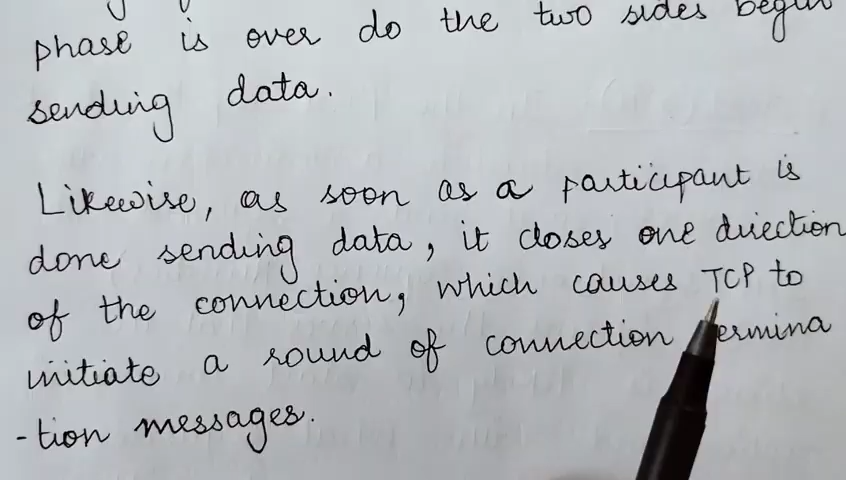 phase is over do the two sides begin
sending data.
Likewise, as soon as a participant is
done sending data, it closes one direction
of the connection, which causes TCP to
initiate a round of connection ermina
-tion messages.